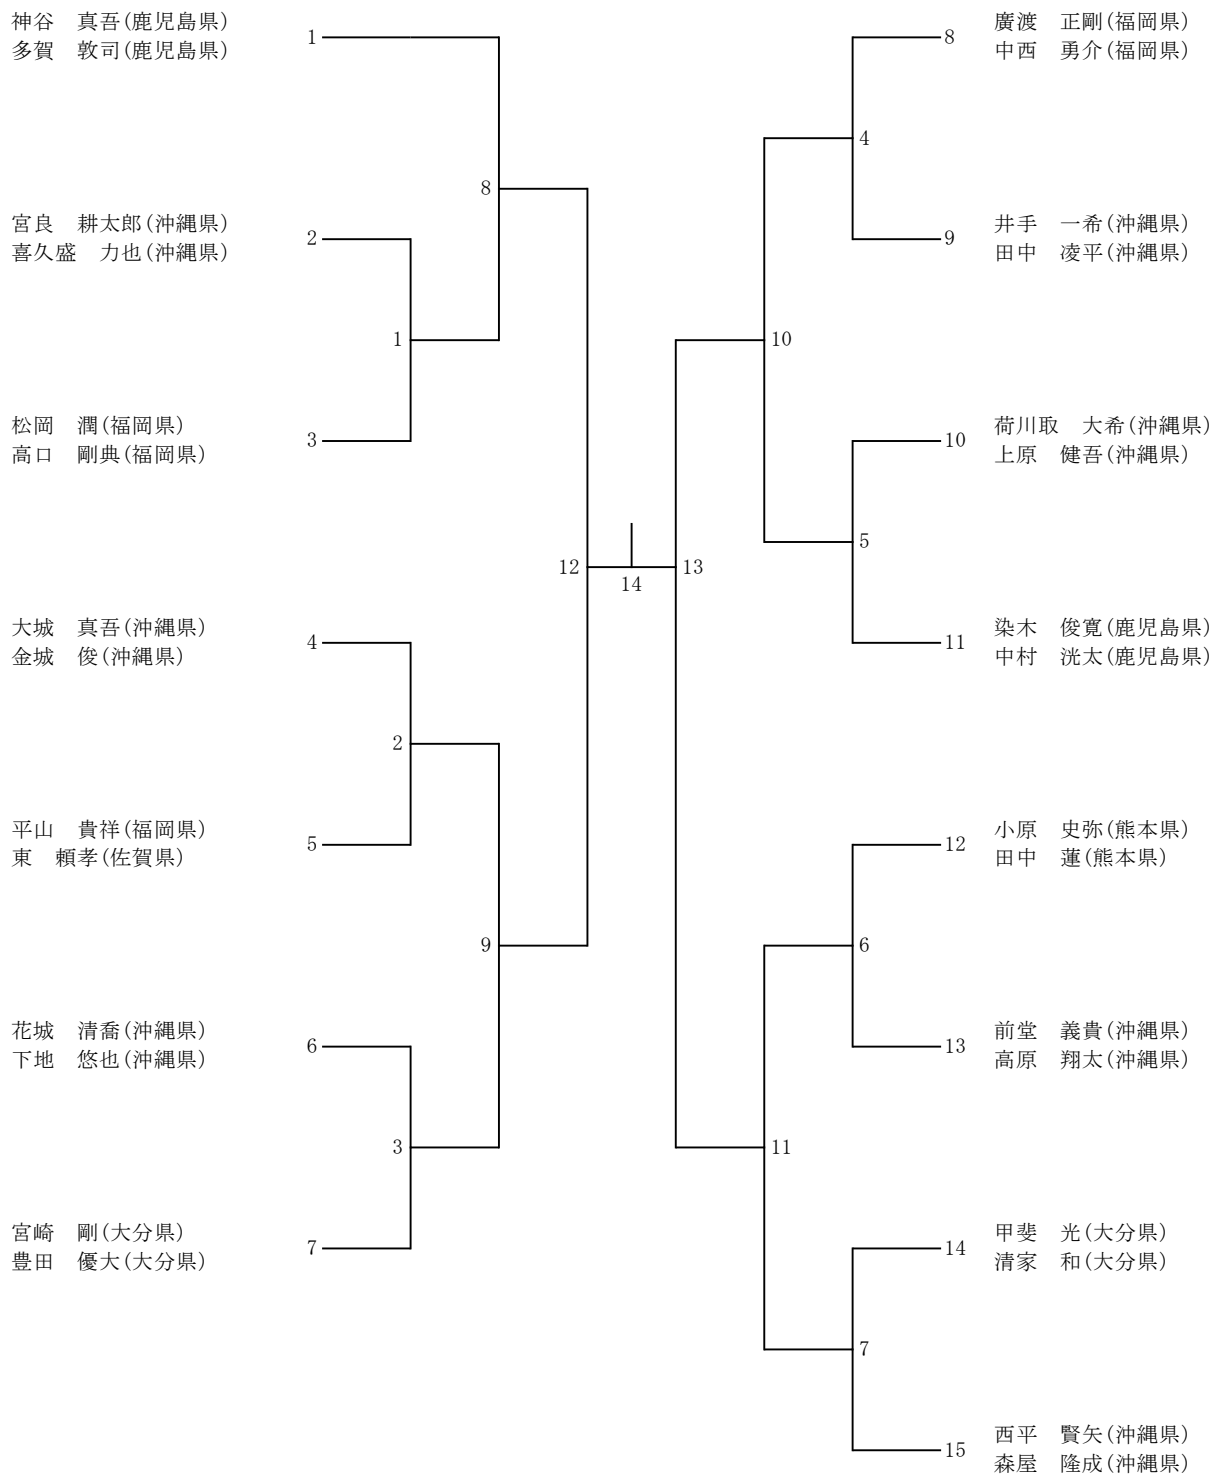 神谷　真吾(鹿児島県)
多賀　敦司(鹿児島県)
1
宮良　耕太郎(沖縄県)
喜久盛　力也(沖縄県)
2
松岡　潤(福岡県)
高口　剛典(福岡県)
3
大城　真吾(沖縄県)
金城　俊(沖縄県)
4
平山　貴祥(福岡県)
東　頼孝(佐賀県)
5
花城　清喬(沖縄県)
下地　悠也(沖縄県)
6
宮崎　剛(大分県)
豊田　優大(大分県)
7
1
2
3
8
9
12
14
13
10
11
4
5
6
7
8
廣渡　正剛(福岡県)
中西　勇介(福岡県)
9
井手　一希(沖縄県)
田中　凌平(沖縄県)
10
荷川取　大希(沖縄県)
上原　健吾(沖縄県)
11
染木　俊寛(鹿児島県)
中村　洸太(鹿児島県)
12
小原　史弥(熊本県)
田中　蓮(熊本県)
13
前堂　義貴(沖縄県)
高原　翔太(沖縄県)
14
甲斐　光(大分県)
清家　和(大分県)
15
西平　賢矢(沖縄県)
森屋　隆成(沖縄県)